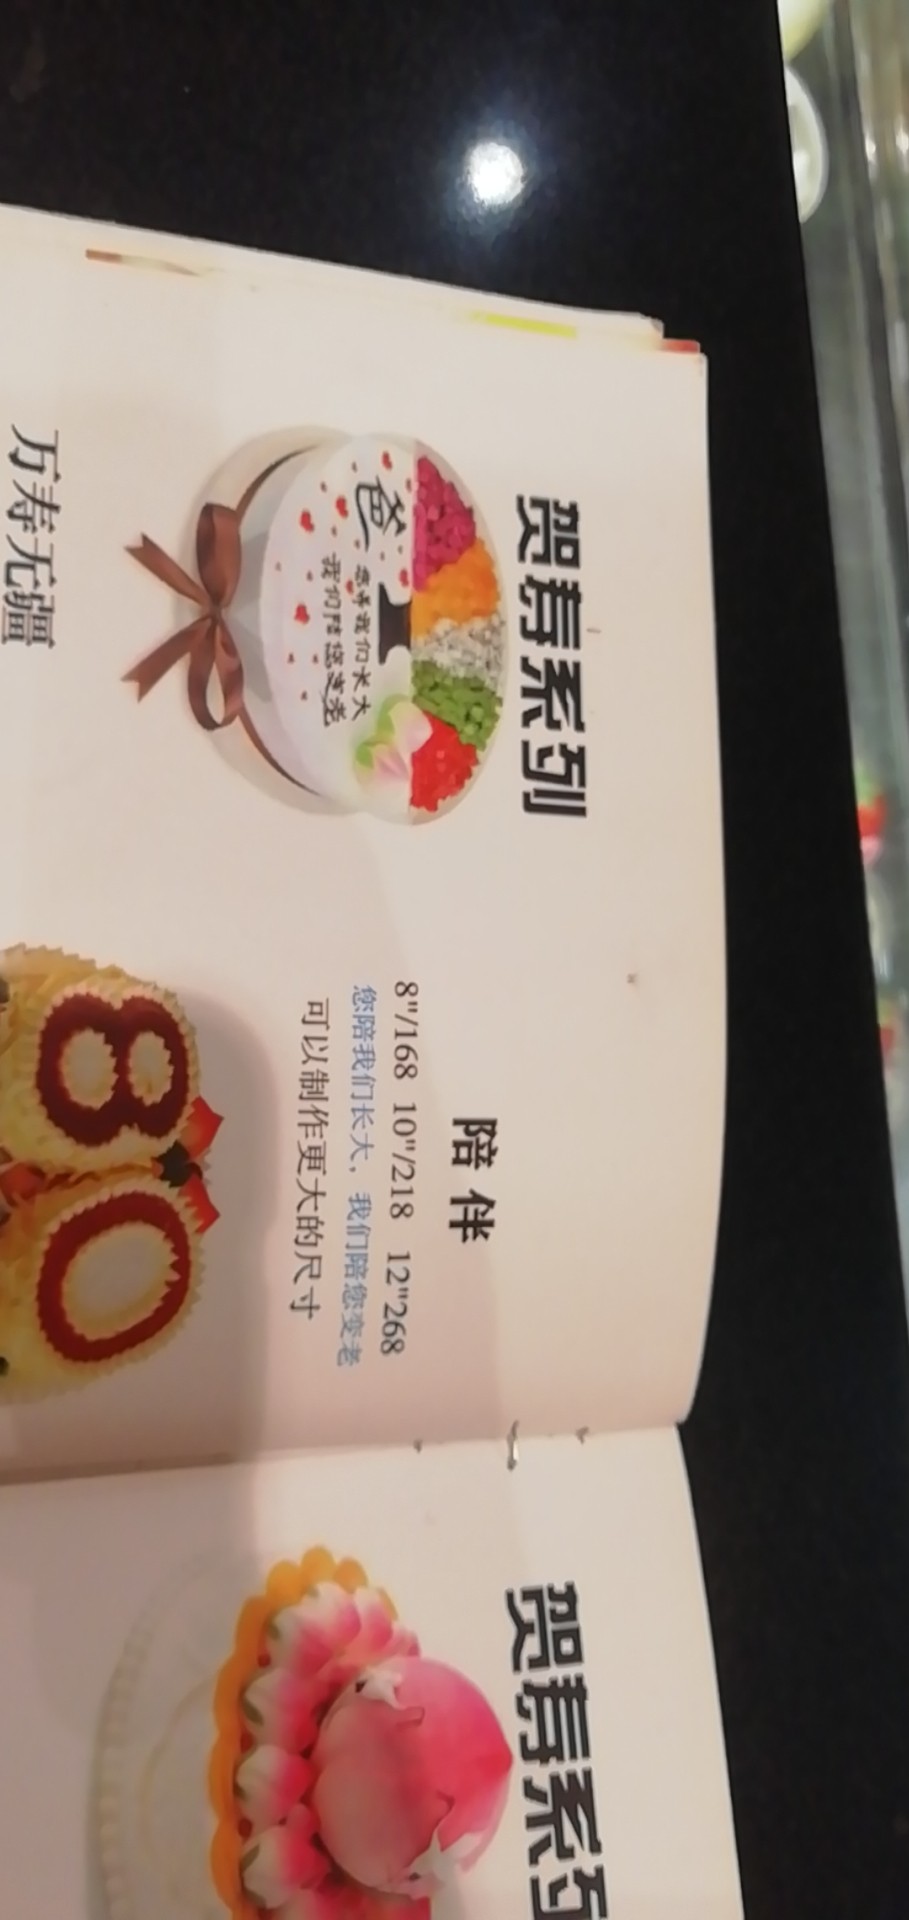 贺寿系列
爸
您养我们长大
我们陪您变老
陪伴
8"/168 10"/218 12"268
您陪我们长大，我们陪您变老
可以制作更大的尺寸
万寿无疆
80
贺寿系列